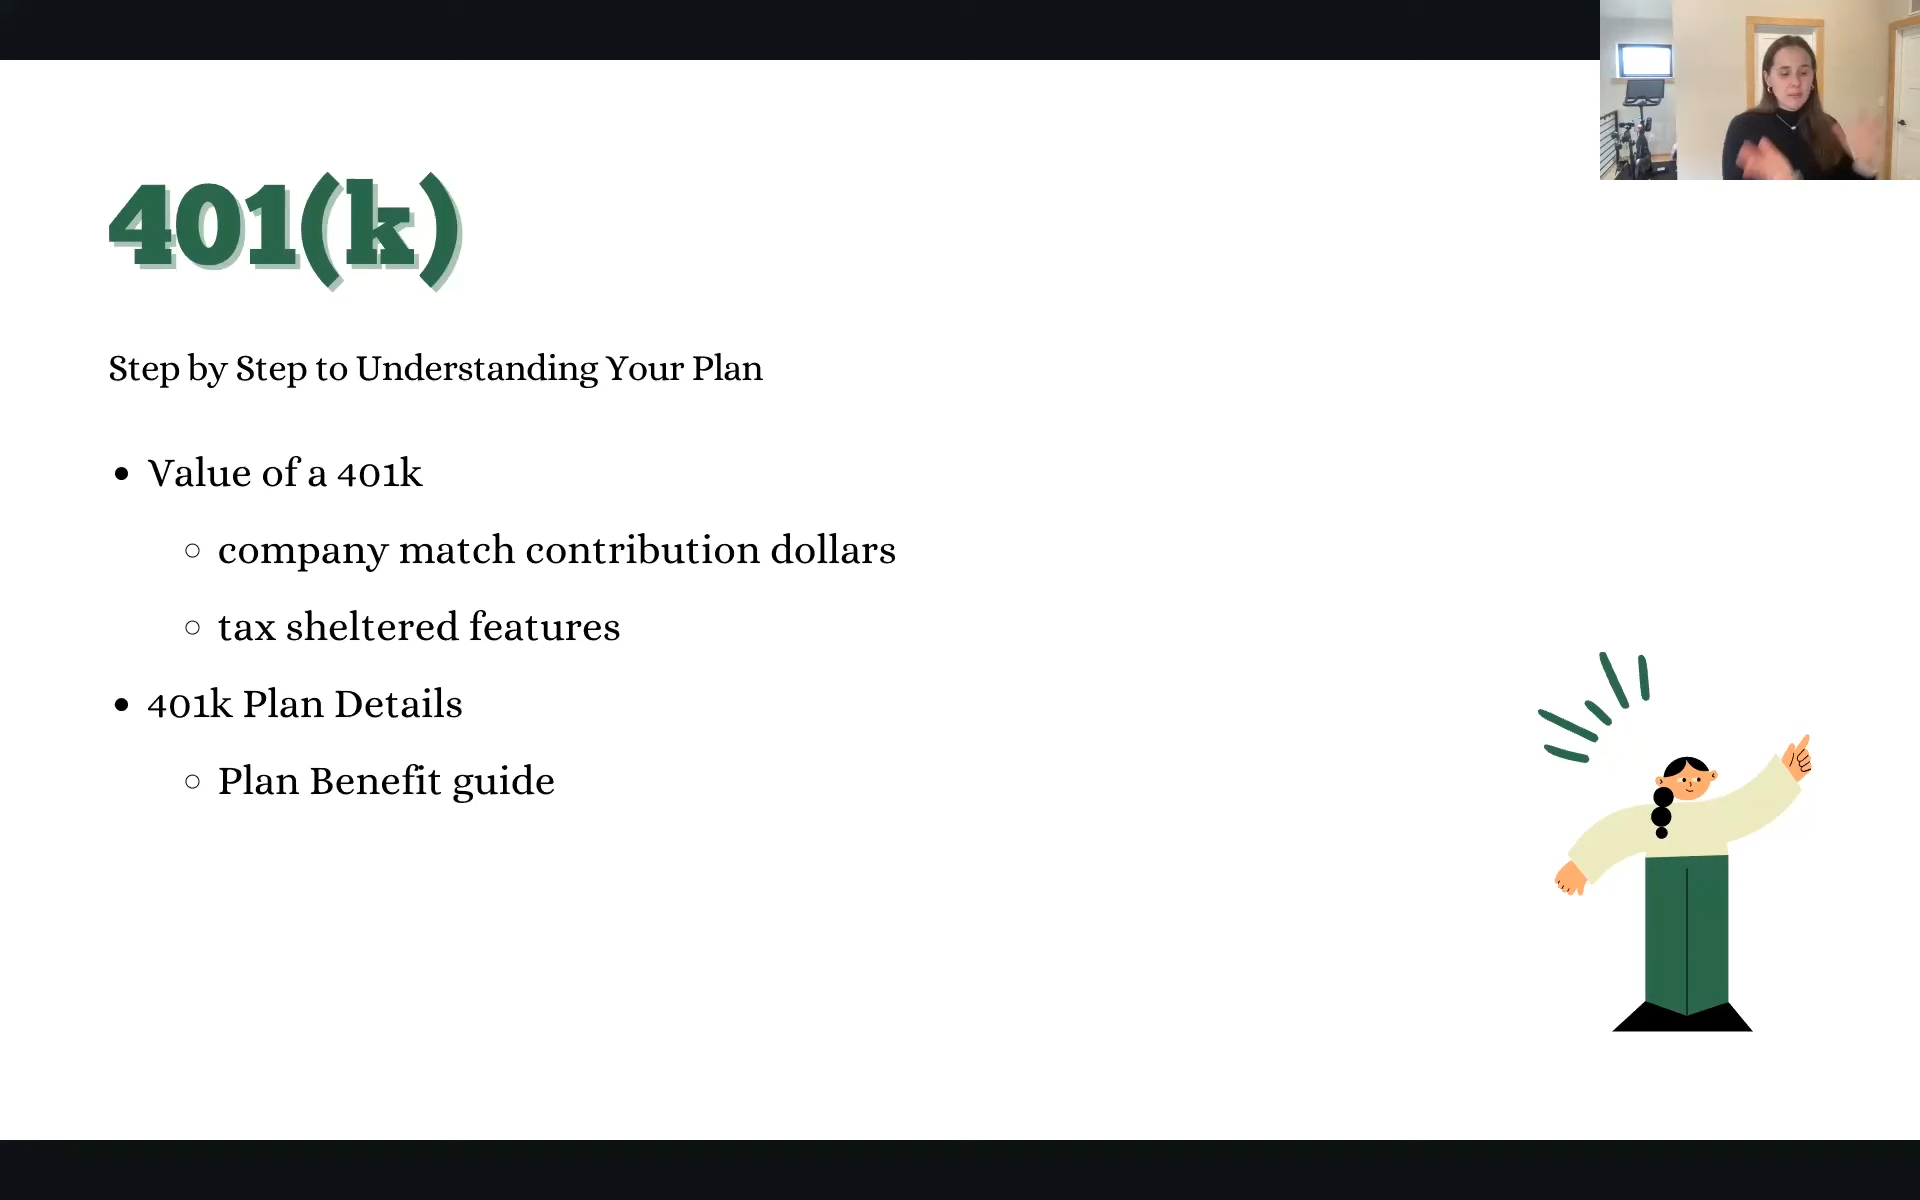 401(k)
Step by Step to Understanding Your Plan
Value of a 401k
company match contribution dollars
tax sheltered features
401k Plan Details
Plan Benefit guide